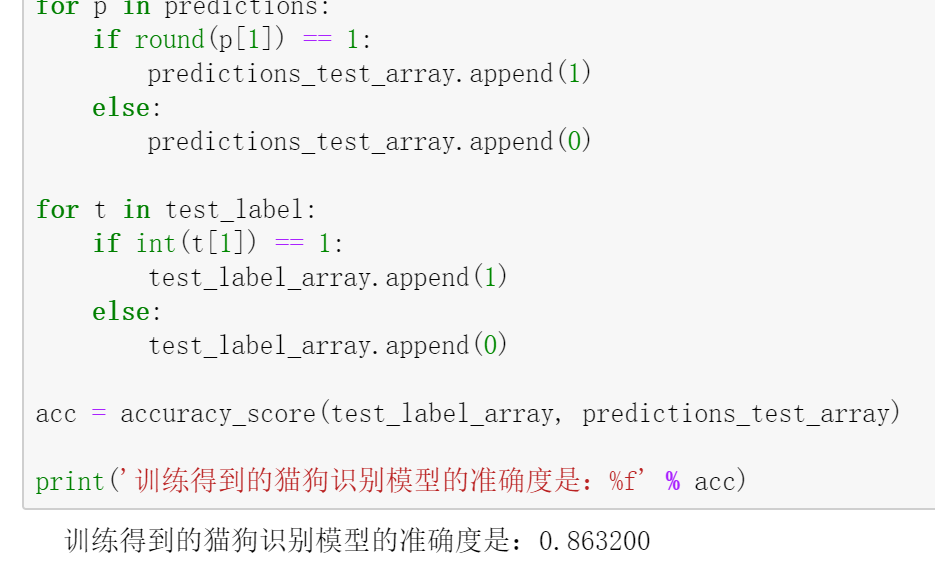 for p in predictions:
    if round(p[1]) == 1:
        predictions_test_array.append(1)
    else:
        predictions_test_array.append(0)

for t in test_label:
    if int(t[1]) == 1:
        test_label_array.append(1)
    else:
        test_label_array.append(0)

acc = accuracy_score(test_label_array, predictions_test_array)

print('训练得到的猫狗识别模型的准确度是：%f' % acc)
训练得到的猫狗识别模型的准确度是：0.863200